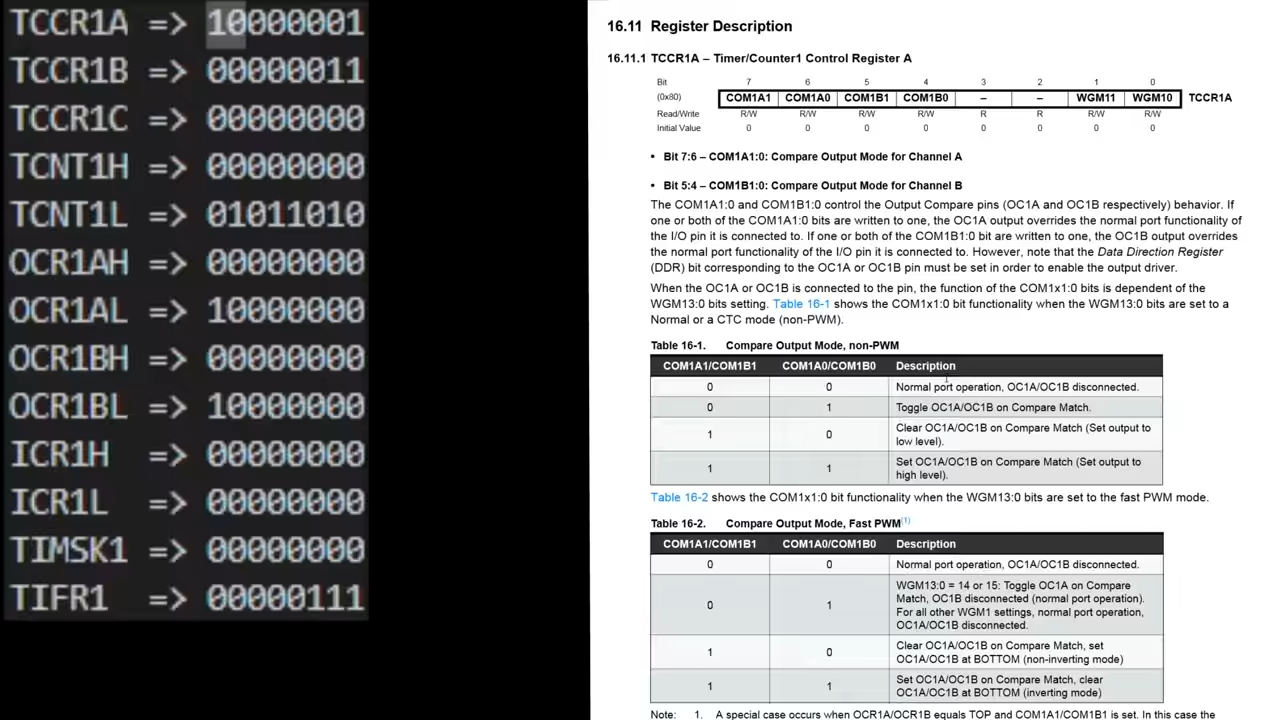 TCCR1A => 10000001
TCCR1B => 00000011
TCCR1C => 00000000
TCNT1H => 00000000
TCNT1L => 01011010
OCR1AH => 00000000
OCR1AL => 10000000
OCR1BH => 00000000
OCR1BL => 10000000
ICR1H => 00000000
ICR1L => 00000000
TIMSK1 => 00000000
TIFR1 => 00000111
16.11 Register Description
16.11.1 TCCR1A – Timer/Counter1 Control Register A
Bit 7 6 5 4 3 2 1 0
(0x80) COM1A1 COM1A0 COM1B1 COM1B0 – – WGM11 WGM10 TCCR1A
Read/Write R/W R/W R/W R/W R R R/W R/W
Initial Value 0 0 0 0 0 0 0 0
• Bit 7:6 – COM1A1:0: Compare Output Mode for Channel A
• Bit 5:4 – COM1B1:0: Compare Output Mode for Channel B
The COM1A1:0 and COM1B1:0 control the Output Compare pins (OC1A and OC1B respectively) behavior. If
one or both of the COM1A1:0 bits are written to one, the OC1A output overrides the normal port functionality of
the I/O pin it is connected to. If one or both of the COM1B1:0 bit are written to one, the OC1B output overrides
the normal port functionality of the I/O pin it is connected to. However, note that the Data Direction Register
(DDR) bit corresponding to the OC1A or OC1B pin must be set in order to enable the output driver.
When the OC1A or OC1B is connected to the pin, the function of the COM1x1:0 bits is dependent of the
WGM13:0 bits setting. Table 16-1 shows the COM1x1:0 bit functionality when the WGM13:0 bits are set to a
Normal or a CTC mode (non-PWM).
Table 16-1. Compare Output Mode, non-PWM
COM1A1/COM1B1 COM1A0/COM1B0 Description
0 0 Normal port operation, OC1A/OC1B disconnected.
0 1 Toggle OC1A/OC1B on Compare Match.
1 0 Clear OC1A/OC1B on Compare Match (Set output to
low level).
1 1 Set OC1A/OC1B on Compare Match (Set output to
high level).
Table 16-2 shows the COM1x1:0 bit functionality when the WGM13:0 bits are set to the fast PWM mode.
Table 16-2. Compare Output Mode, Fast PWM(1)
COM1A1/COM1B1 COM1A0/COM1B0 Description
0 0 Normal port operation, OC1A/OC1B disconnected.
0 1 WGM13:0 = 14 or 15: Toggle OC1A on Compare
Match, OC1B disconnected (normal port operation).
For all other WGM1 settings, normal port operation,
OC1A/OC1B disconnected.
1 0 Clear OC1A/OC1B on Compare Match, set
OC1A/OC1B at BOTTOM (non-inverting mode)
1 1 Set OC1A/OC1B on Compare Match, clear
OC1A/OC1B at BOTTOM (inverting mode)
Note: 1. A special case occurs when OCR1A/OCR1B equals TOP and COM1A1/COM1B1 is set. In this case the